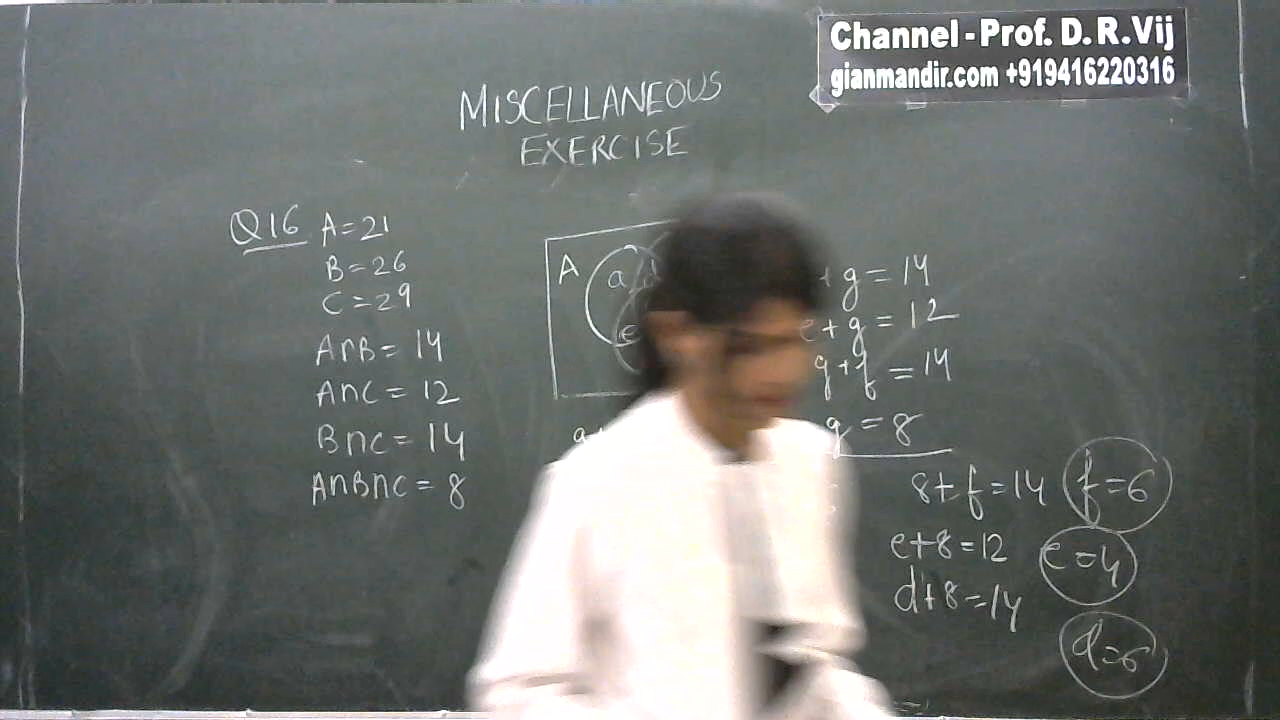 Channel - Prof. D. R. Vij
gianmandir.com +919416220316
MISCELLANEOUS
EXERCISE
Q16 A=21
B=26
C=29
A∩B=14
A∩C=12
B∩C=14
A∩B∩C=8
A a d
e
+g=14
e+g=12
g+f=14
g=8
8+f=14 f=6
e+8=12 e=4
d+8=14
d=6